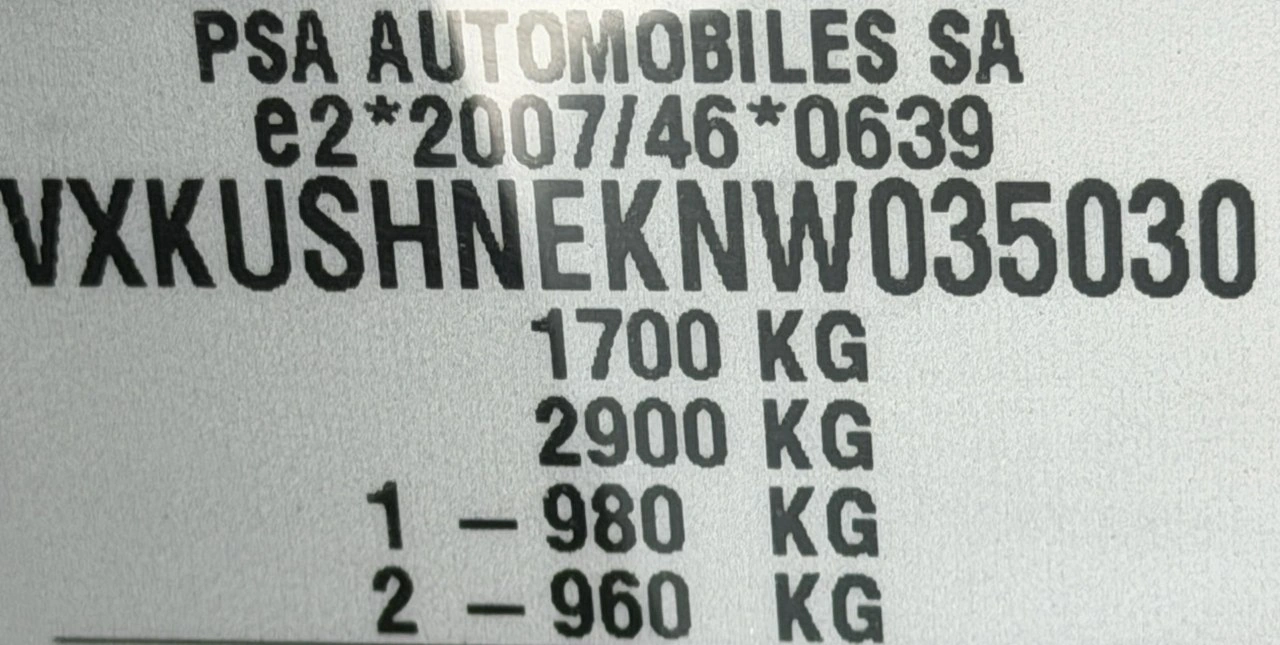 PSA AUTOMOBILES SA
e2*2007/46*0639
VXKUSHNEKNW035030
1700 KG
2900 KG
1 – 980 KG
2 – 960 KG